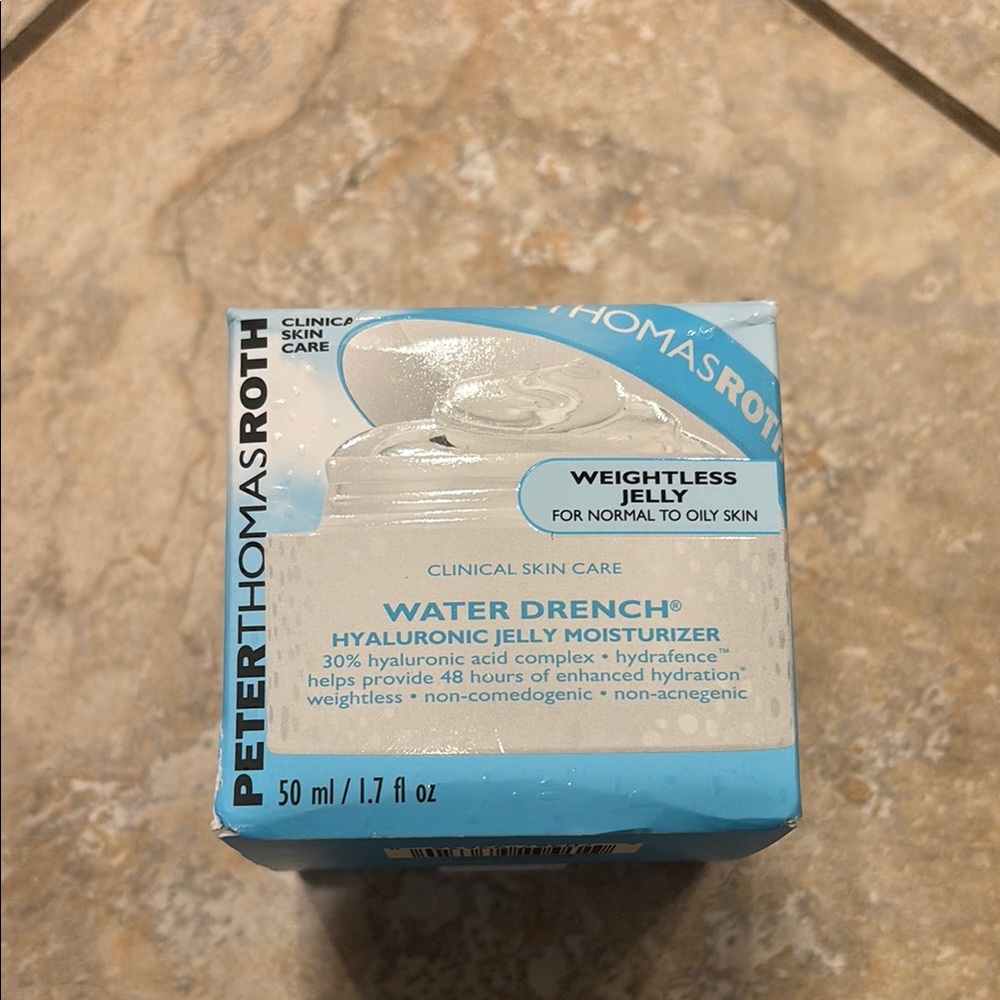 PETERTHOMASROTH
CLINICAL
SKIN
CARE
THOMASROTH
WEIGHTLESS
JELLY
FOR NORMAL TO OILY SKIN
CLINICAL SKIN CARE
WATER DRENCH®
HYALURONIC JELLY MOISTURIZER
30% hyaluronic acid complex • hydrafence™
helps provide 48 hours of enhanced hydration*
weightless • non-comedogenic • non-acnegenic
50 ml / 1.7 fl oz